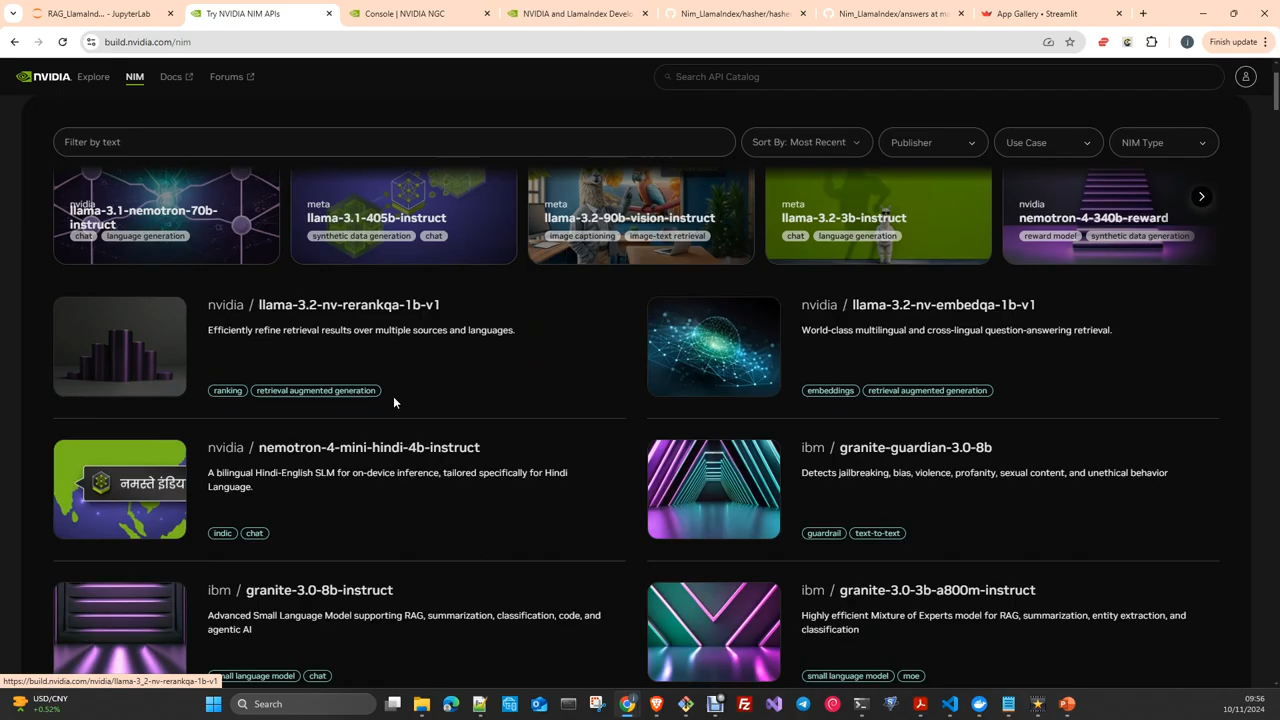 RAG_LlamaInd... - JupyterLab
Try NVIDIA NIM APIs
Console | NVIDIA NGC
NVIDIA and LlamaIndex Develo
Nim_LlamaIndex/hasher/hashe
Nim_LlamaIndex/answers at ma
App Gallery • Streamlit
build.nvidia.com/nim
Finish update
NVIDIA. Explore NIM Docs Forums
Search API Catalog
Filter by text
Sort By: Most Recent
Publisher
Use Case
NIM Type
nvidia
llama-3.1-nemotron-70b-
instruct
chat language generation
meta
llama-3.1-405b-instruct
synthetic data generation chat
meta
llama-3.2-90b-vision-instruct
image captioning image-text retrieval
meta
llama-3.2-3b-instruct
chat language generation
nvidia
nemotron-4-340b-reward
reward model synthetic data generation
nvidia / llama-3.2-nv-rerankqa-1b-v1
Efficiently refine retrieval results over multiple sources and languages.
ranking retrieval augmented generation
nvidia / llama-3.2-nv-embedqa-1b-v1
World-class multilingual and cross-lingual question-answering retrieval.
embeddings retrieval augmented generation
नमस्ते इंडिया
nvidia / nemotron-4-mini-hindi-4b-instruct
A bilingual Hindi-English SLM for on-device inference, tailored specifically for Hindi
Language.
indic chat
ibm / granite-guardian-3.0-8b
Detects jailbreaking, bias, violence, profanity, sexual content, and unethical behavior
guardrail text-to-text
ibm / granite-3.0-8b-instruct
Advanced Small Language Model supporting RAG, summarization, classification, code, and
agentic AI
small language model chat
ibm / granite-3.0-3b-a800m-instruct
Highly efficient Mixture of Experts model for RAG, summarization, entity extraction, and
classification
small language model moe
https://build.nvidia.com/nvidia/llama-3_2-nv-rerankqa-1b-v1
USD/CNY
+0.52%
Search
09:56
10/11/2024